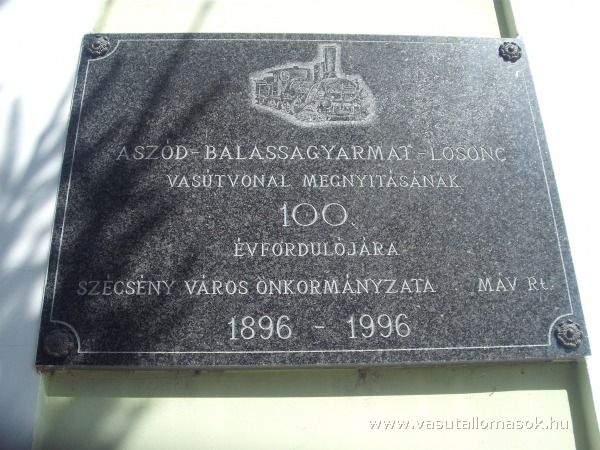 ASZÓD-BALASSAGYARMAT-LOSONC
VASÚTVONAL MEGNYITÁSÁNAK
100.
ÉVFORDULÓJÁRA
SZÉCSÉNY VÁROS ÖNKORMÁNYZATA MÁV Rt.
1896 - 1996
www.vasutallomasok.hu